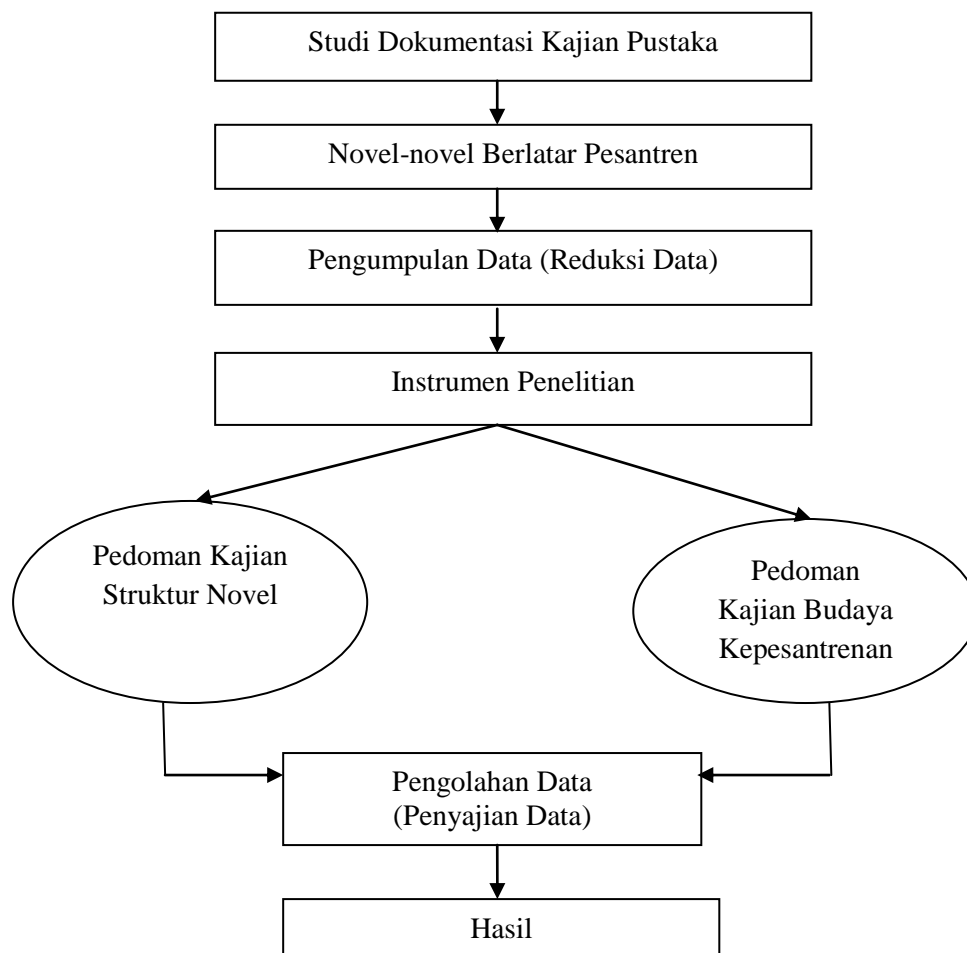 Studi Dokumentasi Kajian Pustaka
Novel-novel Berlatar Pesantren
Pengumpulan Data (Reduksi Data)
Instrumen Penelitian
Pedoman Kajian
Struktur Novel
Pedoman
Kajian Budaya
Kepesantrenan
Pengolahan Data
(Penyajian Data)
Hasil